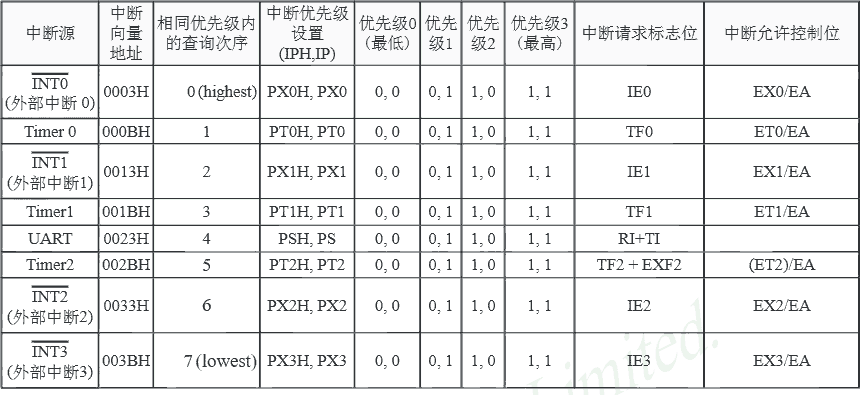 中断源 中断向量地址 相同优先级内的查询次序 中断优先级设置(IPH,IP) 优先级0(最低) 优先级1 优先级2 优先级3(最高) 中断请求标志位 中断允许控制位
INT0(外部中断 0) 0003H 0 (highest) PX0H, PX0 0, 0 0, 1 1, 0 1, 1 IE0 EX0/EA
Timer 0 000BH 1 PT0H, PT0 0, 0 0, 1 1, 0 1, 1 TF0 ET0/EA
INT1(外部中断1) 0013H 2 PX1H, PX1 0, 0 0, 1 1, 0 1, 1 IE1 EX1/EA
Timer1 001BH 3 PT1H, PT1 0, 0 0, 1 1, 0 1, 1 TF1 ET1/EA
UART 0023H 4 PSH, PS 0, 0 0, 1 1, 0 1, 1 RI+TI
Timer2 002BH 5 PT2H, PT2 0, 0 0, 1 1, 0 1, 1 TF2 + EXF2 (ET2)/EA
INT2(外部中断2) 0033H 6 PX2H, PX2 0, 0 0, 1 1, 0 1, 1 IE2 EX2/EA
INT3(外部中断3) 003BH 7 (lowest) PX3H, PX3 0, 0 0, 1 1, 0 1, 1 IE3 EX3/EA
Limited.